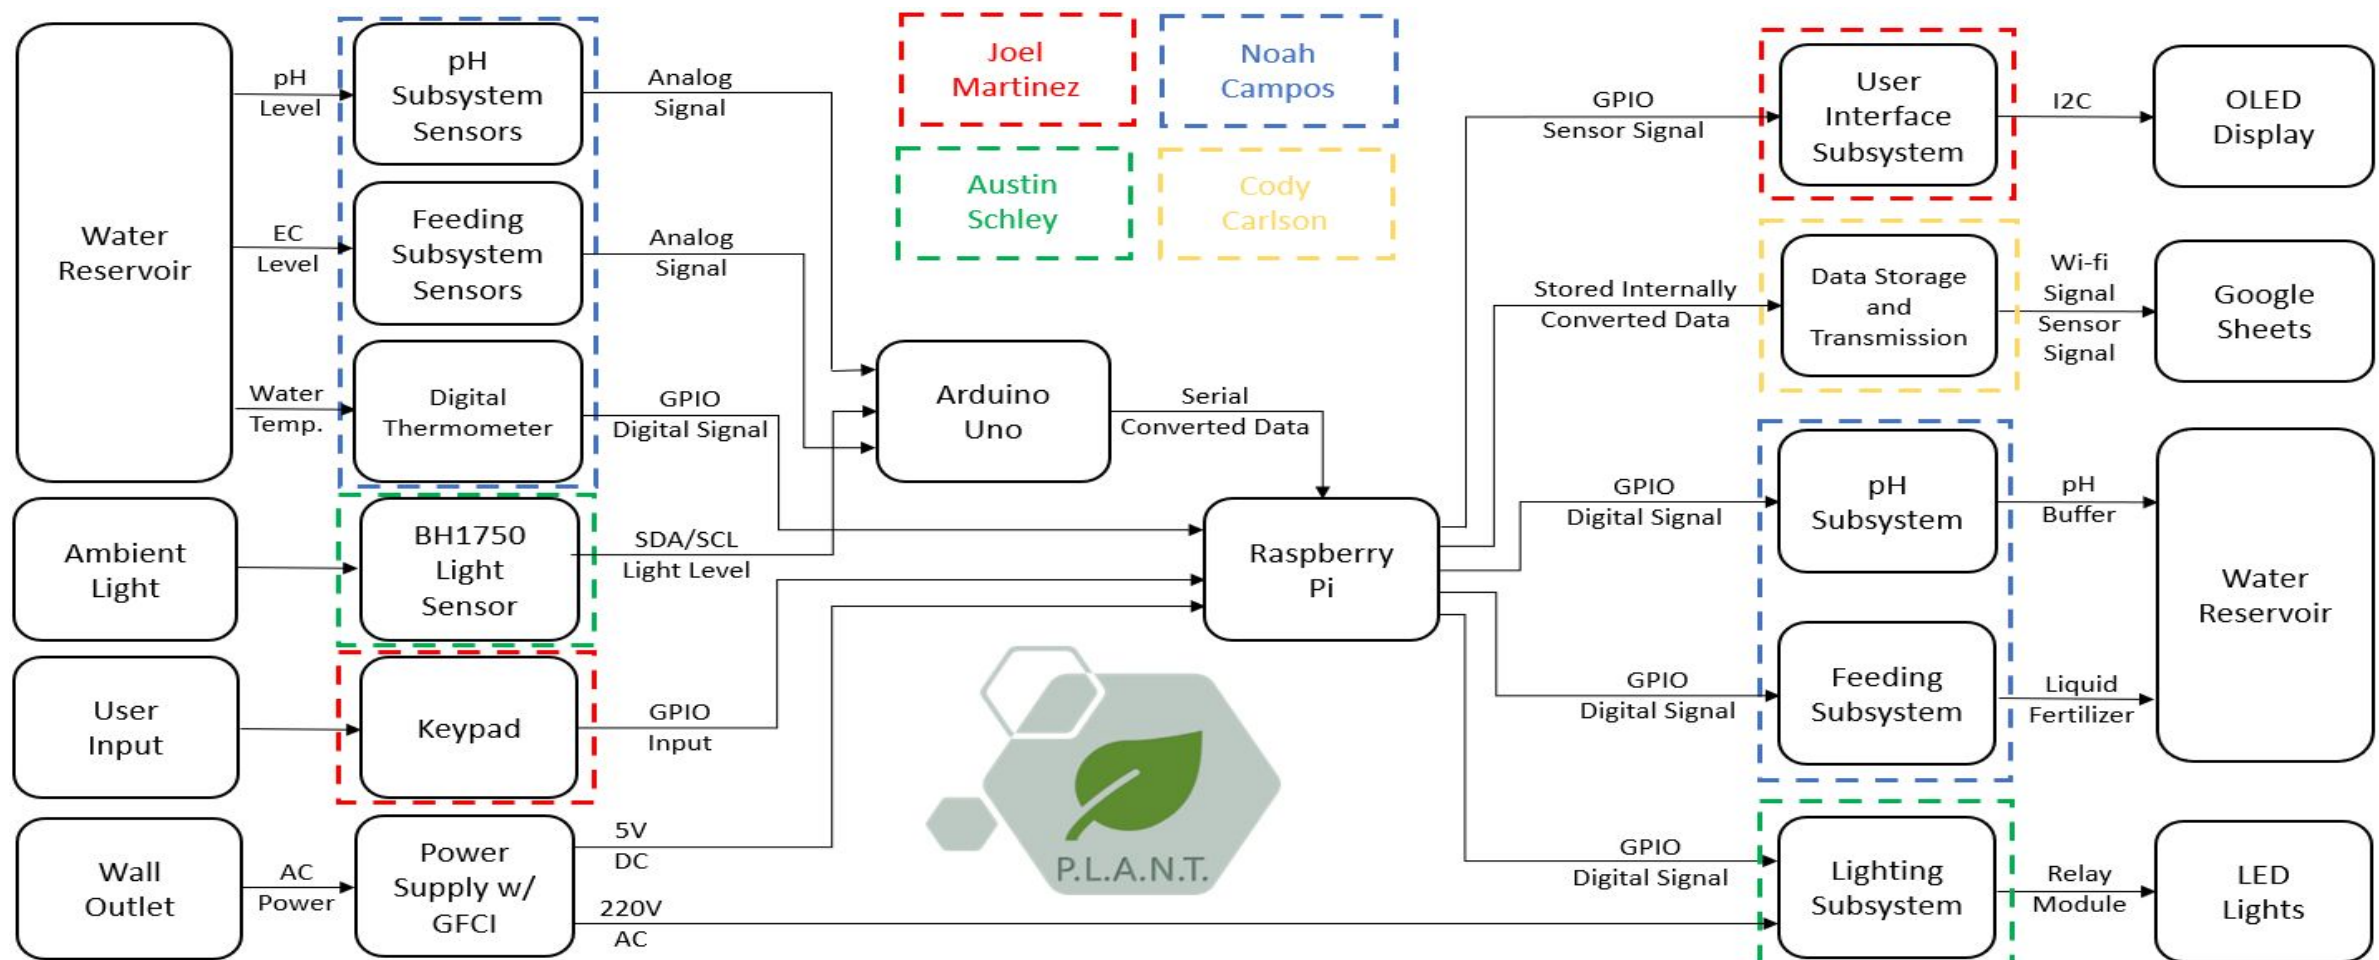 Water
Reservoir
pH
Level
EC
Level
Water
Temp.
pH
Subsystem
Sensors
Feeding
Subsystem
Sensors
Digital
Thermometer
Analog
Signal
Analog
Signal
GPIO
Digital Signal
Ambient
Light
BH1750
Light
Sensor
SDA/SCL
Light Level
User
Input
Keypad
GPIO
Input
Wall
Outlet
AC
Power
Power
Supply w/
GFCI
5V
DC
220V
AC
Joel
Martinez
Noah
Campos
Austin
Schley
Cody
Carlson
Arduino
Uno
Serial
Converted Data
Raspberry
Pi
P.L.A.N.T.
GPIO
Sensor Signal
User
Interface
Subsystem
I2C
OLED
Display
Stored Internally
Converted Data
Data Storage
and
Transmission
Wi-fi
Signal
Sensor
Signal
Google
Sheets
GPIO
Digital Signal
pH
Subsystem
pH
Buffer
Water
Reservoir
GPIO
Digital Signal
Feeding
Subsystem
Liquid
Fertilizer
GPIO
Digital Signal
Lighting
Subsystem
Relay
Module
LED
Lights